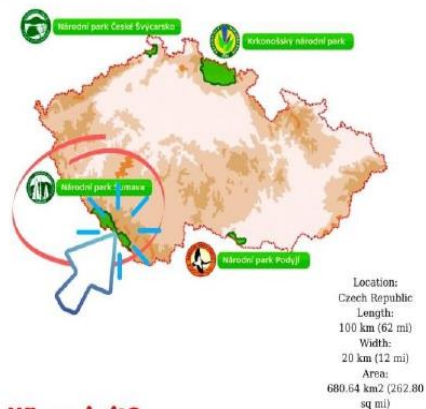 Národní park České Švýcarsko
Krkonošský národní park
Národní park Šumava
Národní park Podyjí
Location:
Czech Republic
Length:
100 km (62 mi)
Width:
20 km (12 mi)
Area:
680.64 km2 (262.80
sq mi)